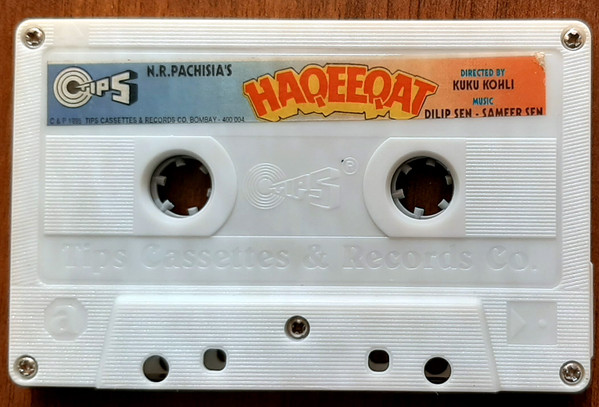 TIPS
N.R.PACHISIA'S
HAQEEQAT
DIRECTED BY
KUKU KOHLI
MUSIC
DILIP SEN - SAMEER SEN
C & P 1995 TIPS CASSETTES & RECORDS CO. BOMBAY - 400 004
TIPS ©
Tips Cassettes & Records Co.
a